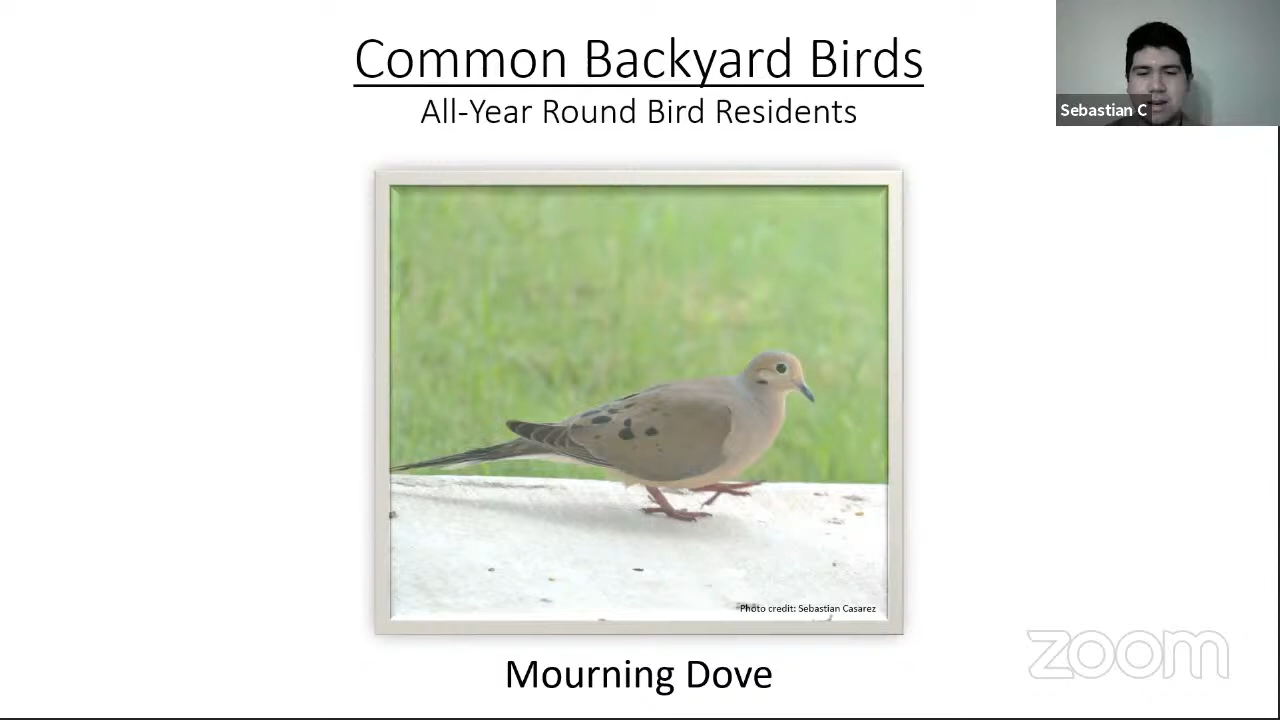 Common Backyard Birds
All-Year Round Bird Residents
Sebastian C
Photo credit: Sebastian Casarez
Mourning Dove
zoom